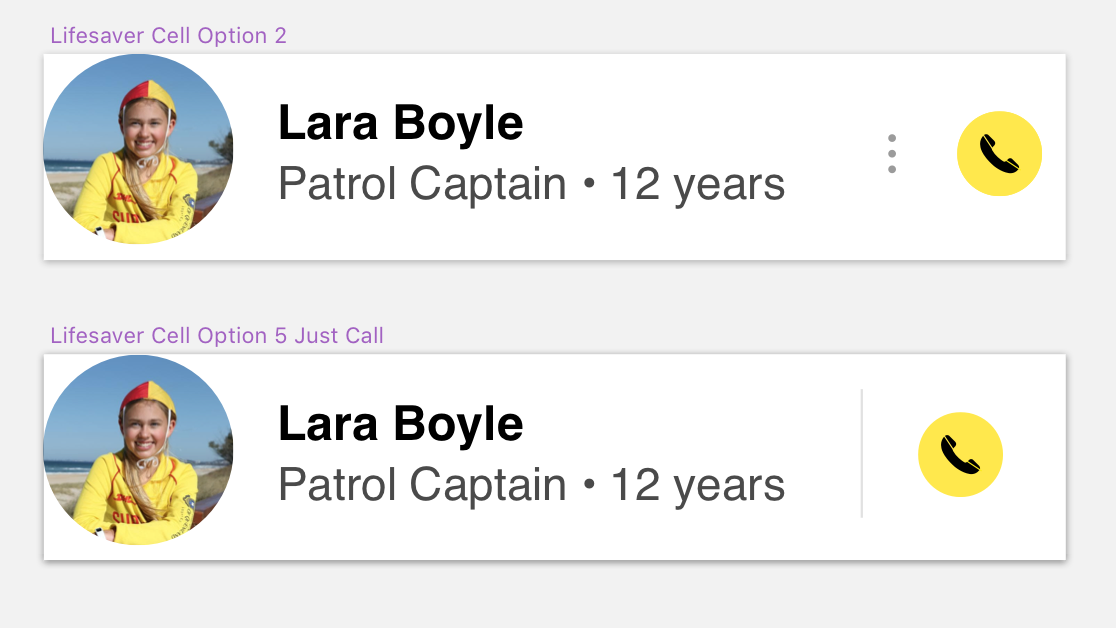 Lifesaver Cell Option 2
Lara Boyle
Patrol Captain • 12 years
Lifesaver Cell Option 5 Just Call
Lara Boyle
Patrol Captain • 12 years